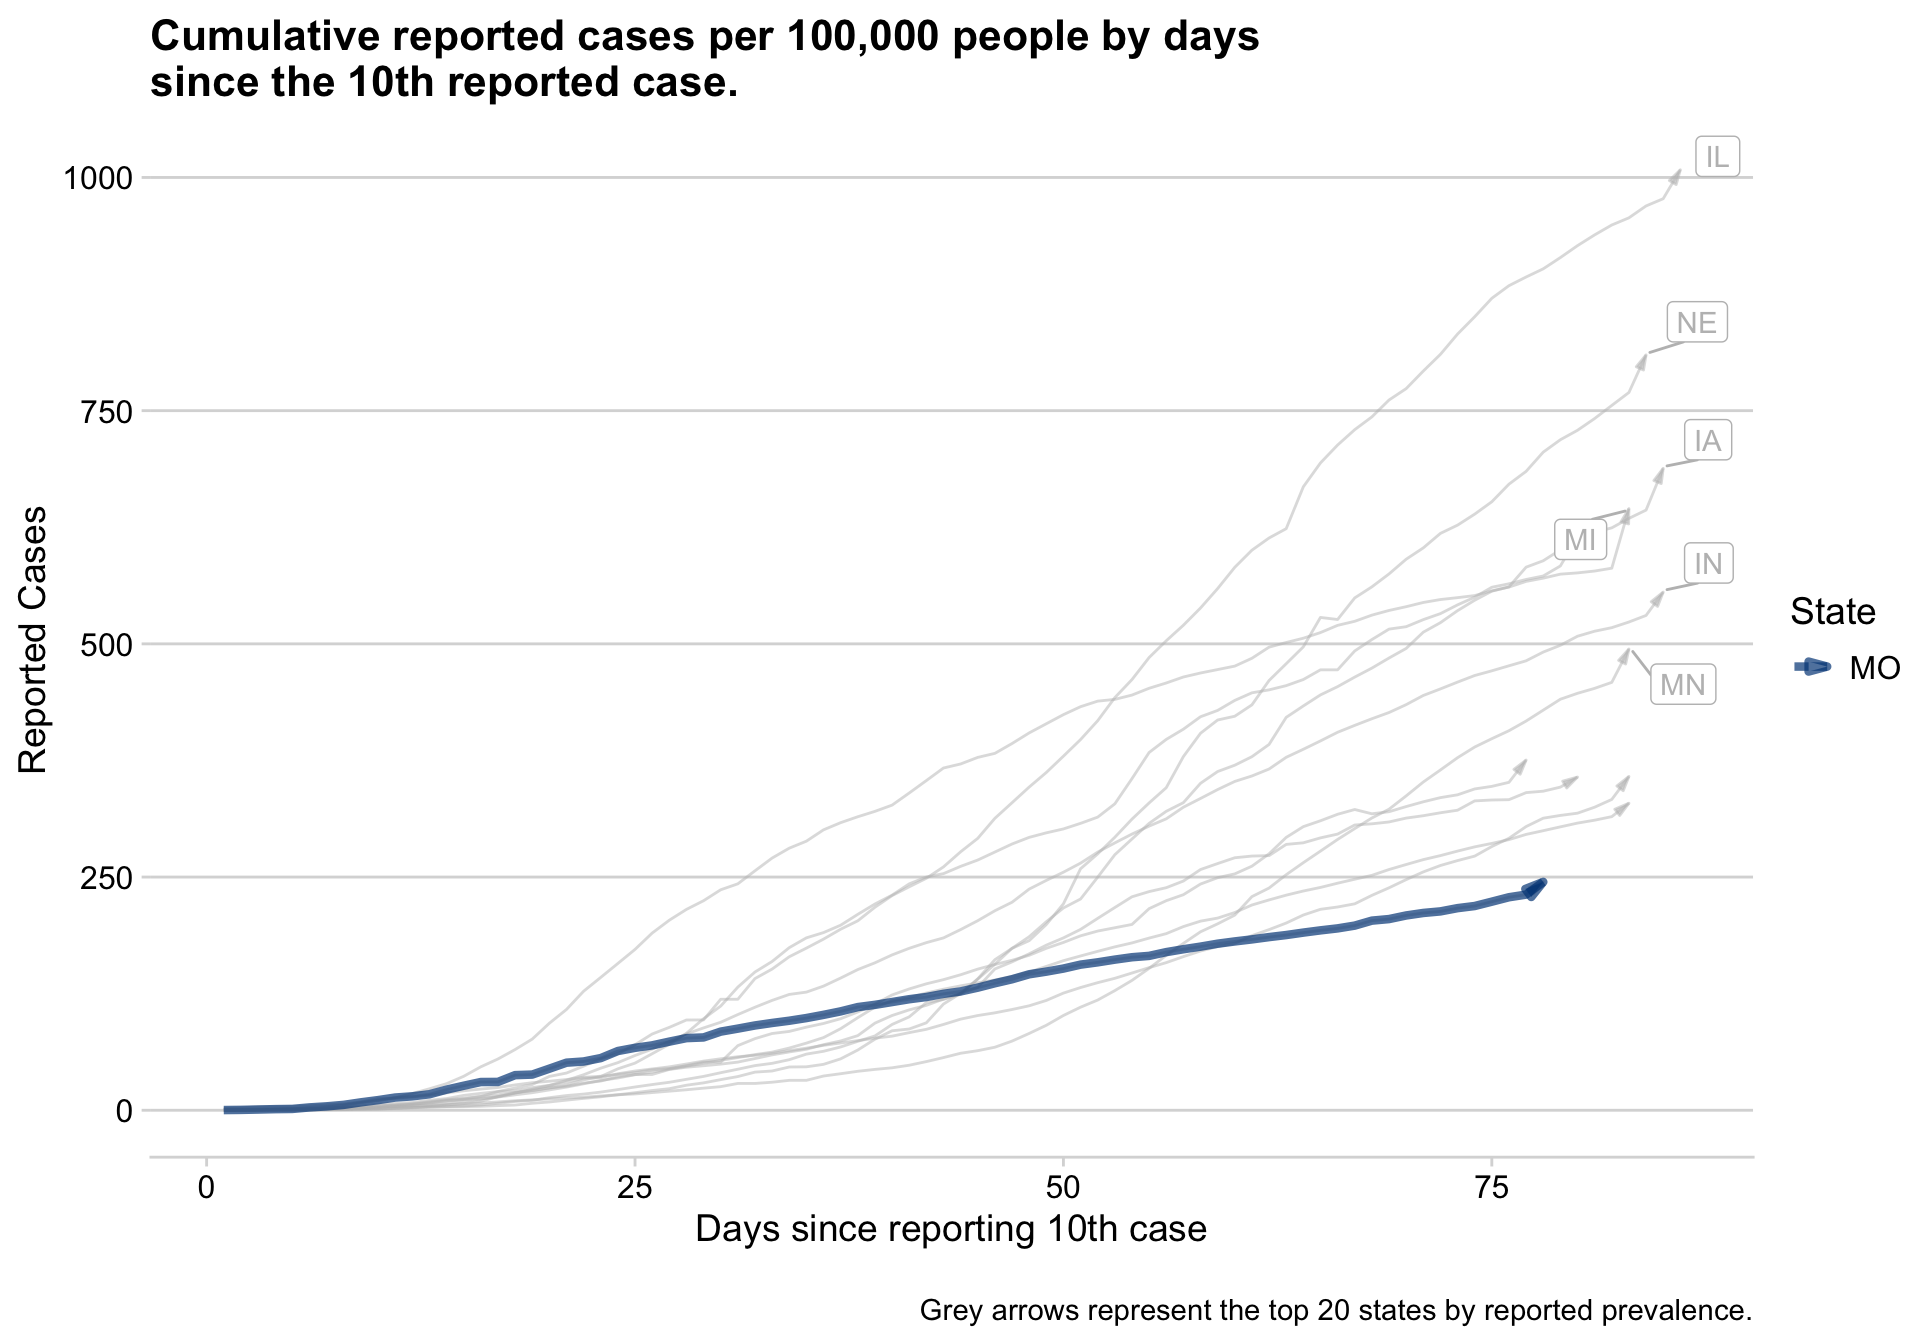 Cumulative reported cases per 100,000 people by days
since the 10th reported case.
1000
750
500
250
0
Reported Cases
IL
NE
IA
MI
IN
MN
State
MO
0
25
50
75
Days since reporting 10th case
Grey arrows represent the top 20 states by reported prevalence.